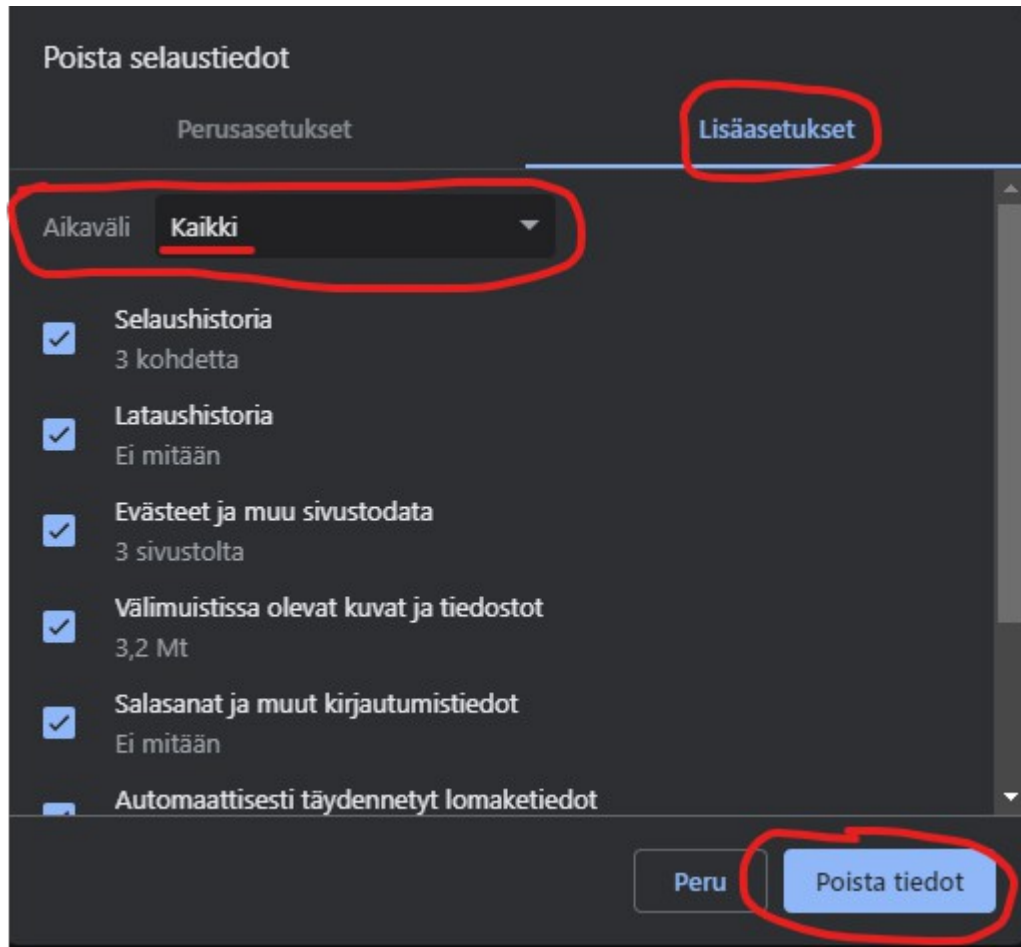 Poista selaustiedot
Perusasetukset
Lisäasetukset
Aikaväli Kaikki
Selaushistoria
3 kohdetta
Lataushistoria
Ei mitään
Evästeet ja muu sivustodata
3 sivustolta
Välimuistissa olevat kuvat ja tiedostot
3,2 Mt
Salasanat ja muut kirjautumistiedot
Ei mitään
Automaattisesti täydennetyt lomaketiedot
Peru
Poista tiedot